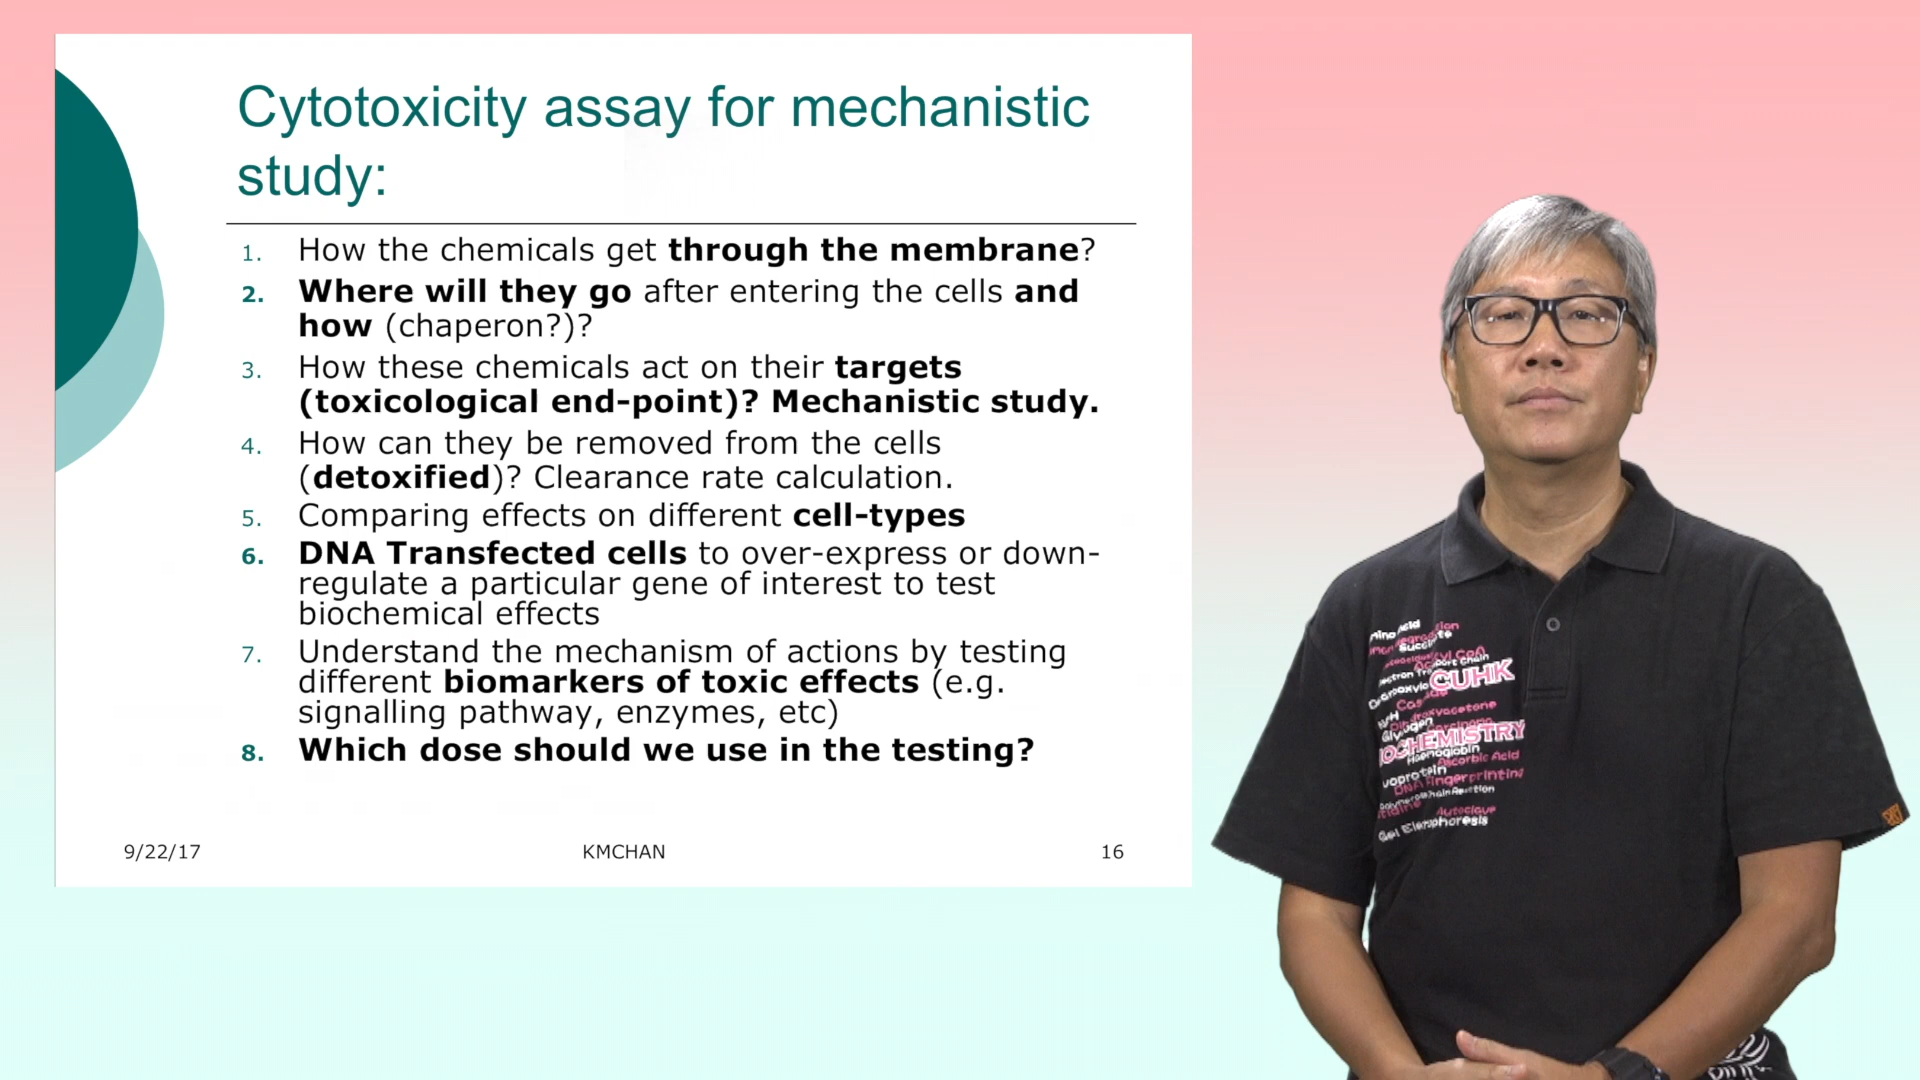 Cytotoxicity assay for mechanistic
study:
1. How the chemicals get through the membrane?
2. Where will they go after entering the cells and
how (chaperon?)?
3. How these chemicals act on their targets
(toxicological end-point)? Mechanistic study.
4. How can they be removed from the cells
(detoxified)? Clearance rate calculation.
5. Comparing effects on different cell-types
6. DNA Transfected cells to over-express or down-
regulate a particular gene of interest to test
biochemical effects
7. Understand the mechanism of actions by testing
different biomarkers of toxic effects (e.g.
signalling pathway, enzymes, etc)
8. Which dose should we use in the testing?
9/22/17 KMCHAN 16
CUHK
Haemoglobin
Ascorbic Acid
DNA Fingerprinting
Autoclave